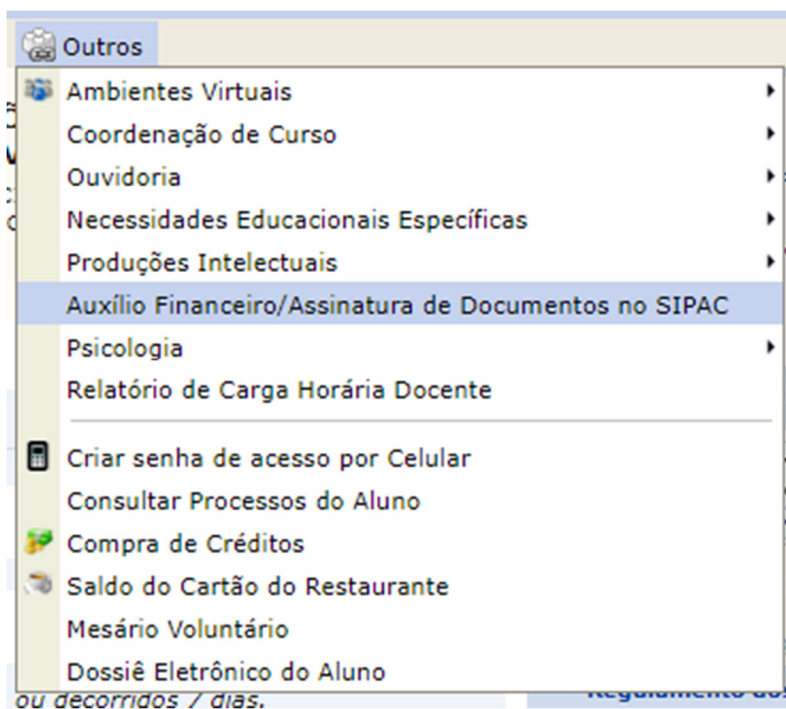 Outros
Ambientes Virtuais
Coordenação de Curso
Ouvidoria
Necessidades Educacionais Específicas
Produções Intelectuais
Auxílio Financeiro/Assinatura de Documentos no SIPAC
Psicologia
Relatório de Carga Horária Docente
Criar senha de acesso por Celular
Consultar Processos do Aluno
Compra de Créditos
Saldo do Cartão do Restaurante
Mesário Voluntário
Dossiê Eletrônico do Aluno
ou decorridos 7 dias.